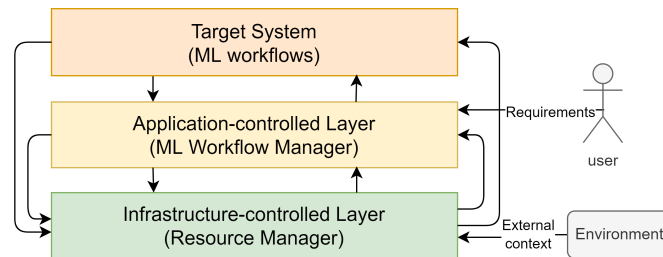 Target System
(ML workflows)
Application-controlled Layer
(ML Workflow Manager)
Requirements
user
Infrastructure-controlled Layer
(Resource Manager)
External
context
Environment